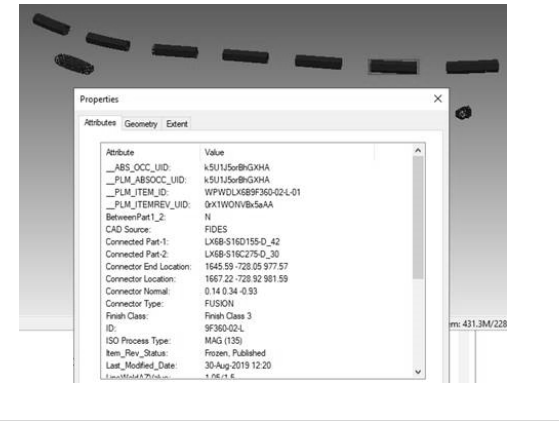 Properties
Attributes Geometry Extent
Attribute Value
__ABS_OCC_UID: k5U1J5orBhGXHA
__PLM_ABSOCC_UID: k5U1J5orBhGXHA
__PLM_ITEM_ID: WPWDLX6B9F360-02-L-01
__PLM_ITEMREV_UID: 0rX1WONVBx5aAA
BetweenPart1_2: N
CAD Source: FIDES
Connected Part-1: LX6B-S16D155-D_42
Connected Part-2: LX6B-S16C275-D_30
Connector End Location: 1645.59 -728.05 977.57
Connector Location: 1667.22 -728.92 981.59
Connector Normal: 0.14 0.34 -0.93
Connector Type: FUSION
Finish Class: Finish Class 3
ID: 9F360-02-L
ISO Process Type: MAG (135)
Item_Rev_Status: Frozen, Published
Last_Modified_Date: 30-Aug-2019 12:20
em: 431.3M/228